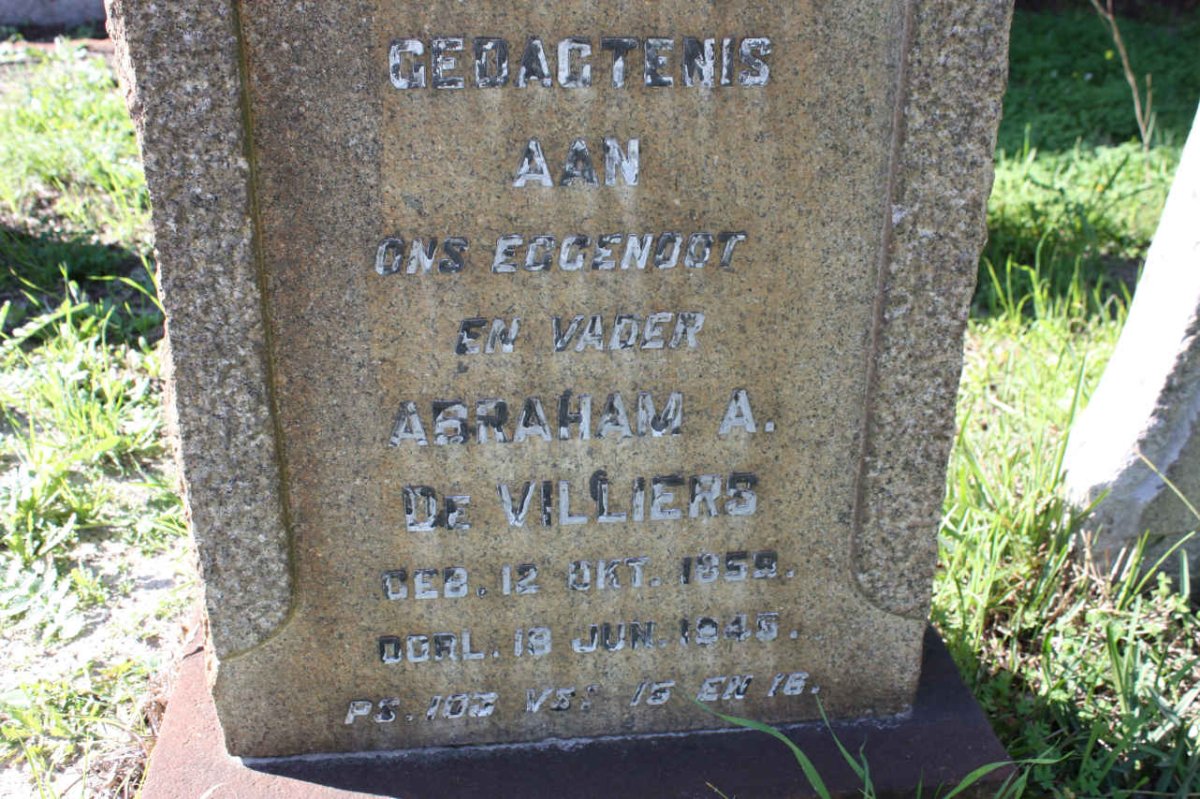 GEDAGTENIS
AAN
ONS EGGENOOT
EN VADER
ABRAHAM A.
DE VILLIERS
GEB. 12 OKT. 1859.
OORL. 18 JUN. 1945.
PS. 103 VS: 15 EN 16.